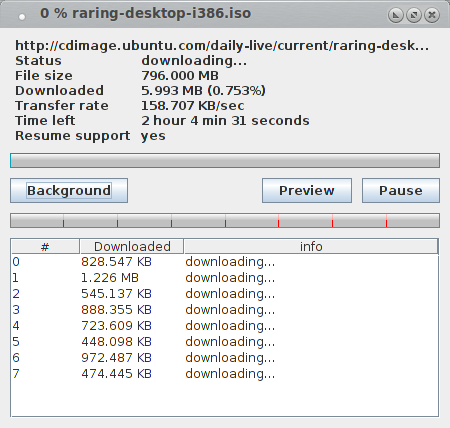 0 % raring-desktop-i386.iso
http://cdimage.ubuntu.com/daily-live/current/raring-desk...
Status downloading...
File size 796.000 MB
Downloaded 5.993 MB (0.753%)
Transfer rate 158.707 KB/sec
Time left 2 hour 4 min 31 seconds
Resume support yes
Background Preview Pause
# Downloaded info
0 828.547 KB downloading...
1 1.226 MB downloading...
2 545.137 KB downloading...
3 888.355 KB downloading...
4 723.609 KB downloading...
5 448.098 KB downloading...
6 972.487 KB downloading...
7 474.445 KB downloading...